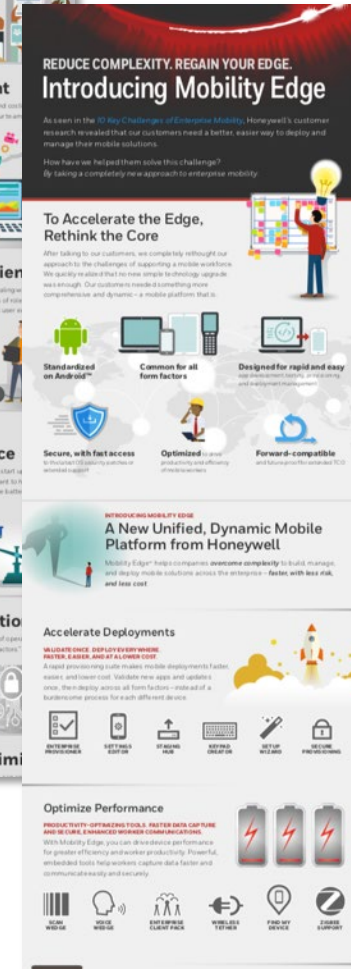 REDUCE COMPLEXITY. REGAIN YOUR EDGE.
Introducing Mobility Edge
As seen in the 10 Key Challenges of Enterprise Mobility, Honeywell's customer
research revealed that our customers need a better, easier way to deploy and
manage their mobile solutions.
How have we helped them solve this challenge?
By taking a completely new approach to enterprise mobility
To Accelerate the Edge,
Rethink the Core
After talking to our customers, we completely rethought our
approach to the challenges of supporting a mobile workforce.
We quickly realized that no new simple technology upgrade
was enough. Our customers needed something more
comprehensive and dynamic – a mobile platform that is:
Standardized
on Android™
Common for all
form factors
Designed for rapid and easy
Secure, with fast access
Optimized to drive
productivity and efficiency
of mobile workers
Forward-compatible
INTRODUCING MOBILITY EDGE
A New Unified, Dynamic Mobile
Platform from Honeywell
Mobility Edge™ helps companies overcome complexity to build, manage,
and deploy mobile solutions across the enterprise – faster, with less risk,
and less cost.
Accelerate Deployments
VALIDATE ONCE. DEPLOY EVERYWHERE.
FASTER, EASIER, AND AT A LOWER COST.
A rapid provisioning suite makes mobile deployments faster,
easier, and lower cost. Validate new apps and updates
once, then deploy across all form factors – instead of a
burdensome process for each different device.
ENTERPRISE
PROVISIONER
SETTINGS
EDITOR
STAGING
HUB
KEYPAD
CREATOR
SETUP
WIZARD
SECURE
PROVISIONING
Optimize Performance
PRODUCTIVITY-OPTIMIZING TOOLS. FASTER DATA CAPTURE
AND SECURE, ENHANCED WORKER COMMUNICATIONS.
With Mobility Edge, you can drive device performance
for greater efficiency and worker productivity. Powerful,
embedded tools help workers capture data faster and
communicate easily and securely.
SCAN
WEDGE
VOICE
WEDGE
ENTERPRISE
CLIENT PACK
WIRELESS
TETHER
FIND MY
DEVICE
ZIGBEE
SUPPORT